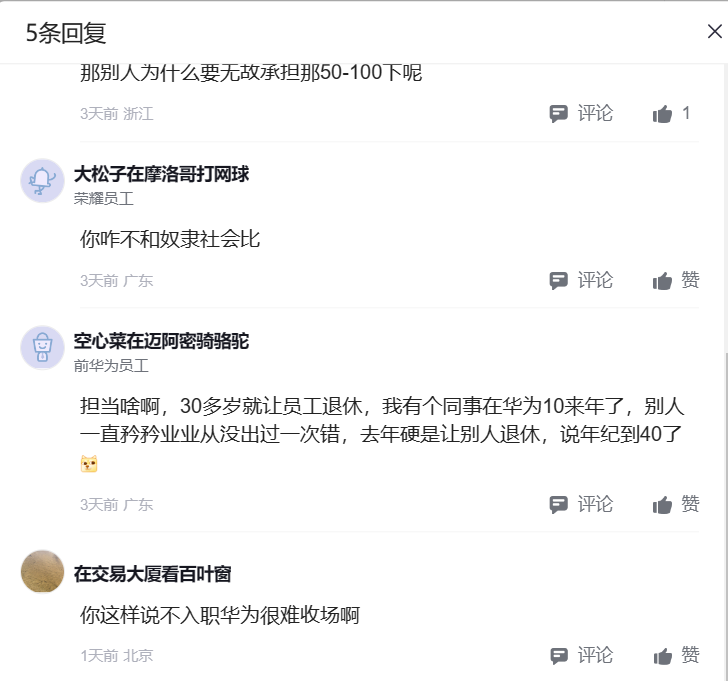 5条回复
那别人为什么要无故承担那50-100下呢
3天前 浙江
评论
1
大松子在摩洛哥打网球
荣耀员工
你咋不和奴隶社会比
3天前 广东
评论
赞
空心菜在迈阿密骑骆驼
前华为员工
担当啥啊，30多岁就让员工退休，我有个同事在华为10来年了，别人
一直矜矜业业从没出过一次错，去年硬是让别人退休，说年纪到40了
3天前 广东
评论
赞
在交易大厦看百叶窗
你这样说不入职华为很难收场啊
1天前 北京
评论
赞